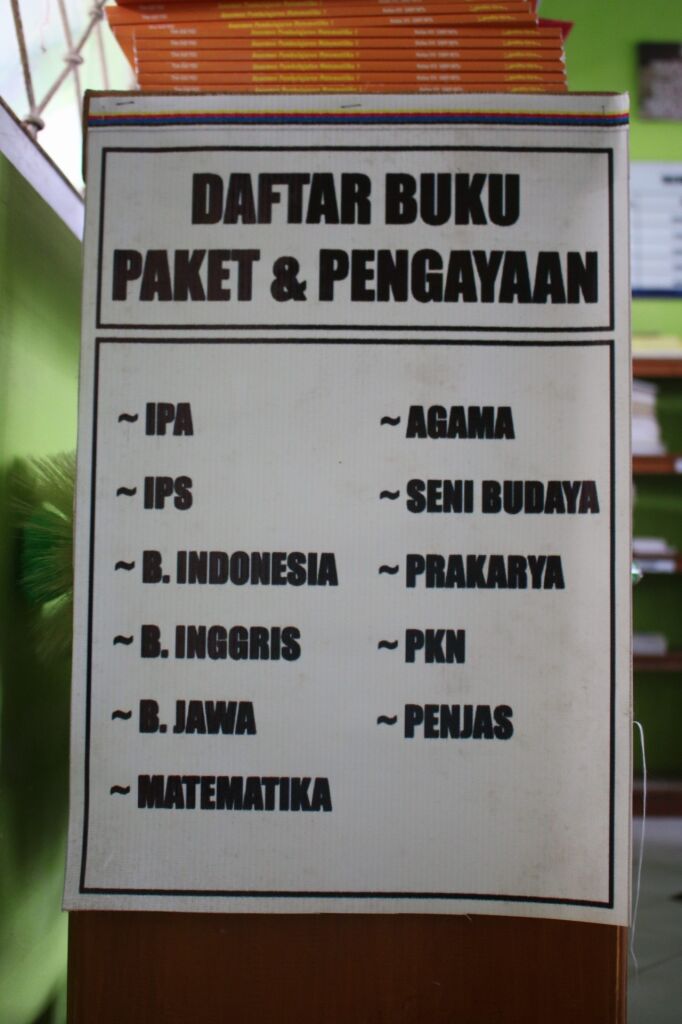 DAFTAR BUKU
PAKET & PENGAYAAN
~ IPA
~ IPS
~ B. INDONESIA
~ B. INGGRIS
~ B. JAWA
~ MATEMATIKA
~ AGAMA
~ SENI BUDAYA
~ PRAKARYA
~ PKN
~ PENJAS